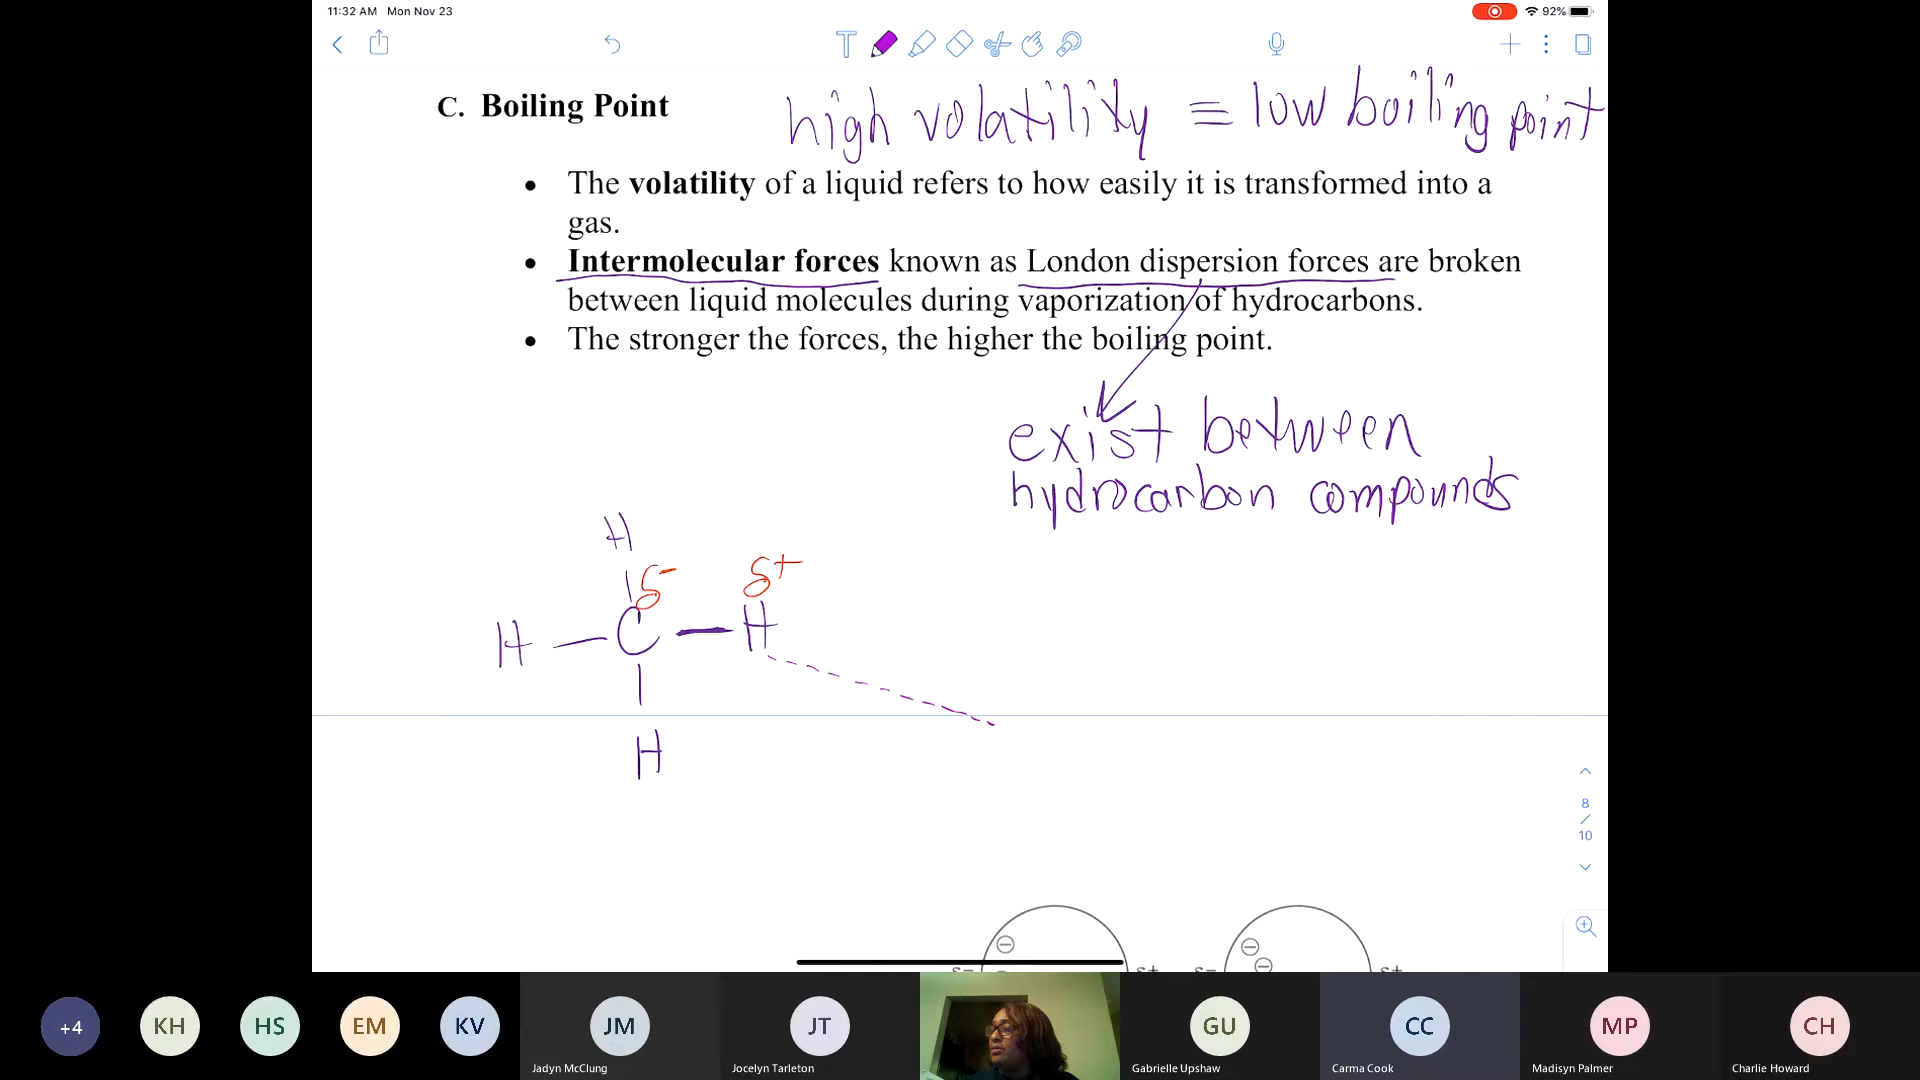 11:32 AM Mon Nov 23
92%
T
C. Boiling Point
high volatility ≡ low boiling point
• The volatility of a liquid refers to how easily it is transformed into a
gas.
• Intermolecular forces known as London dispersion forces are broken
between liquid molecules during vaporization of hydrocarbons.
• The stronger the forces, the higher the boiling point.
exist between
hydrocarbon compounds
H
δ- δ+
H — C — H
H
8
/
10
⊖ ⊖
⊖
δ- δ+ δ- δ+
+4 KH HS EM KV JM JT GU CC MP CH
Jadyn McClung Jocelyn Tarleton Gabrielle Upshaw Carma Cook Madisyn Palmer Charlie Howard